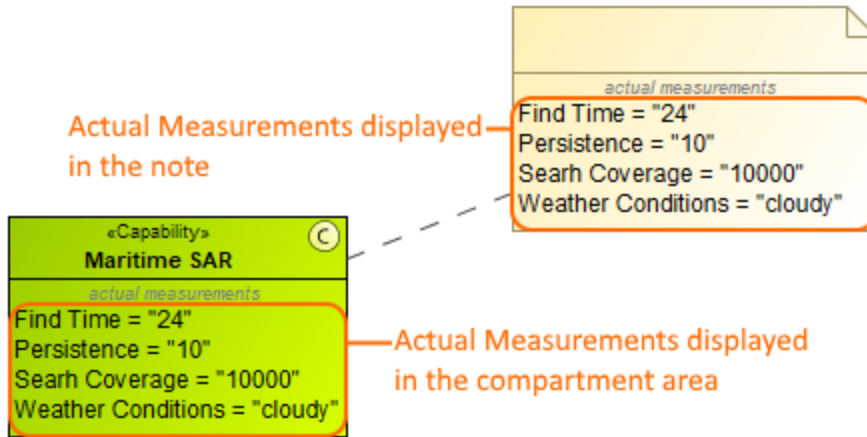 actual measurements
Find Time = "24"
Persistence = "10"
Searh Coverage = "10000"
Weather Conditions = "cloudy"
Actual Measurements displayed
in the note
«Capability»
C
Maritime SAR
actual measurements
Find Time = "24"
Persistence = "10"
Searh Coverage = "10000"
Weather Conditions = "cloudy"
Actual Measurements displayed
in the compartment area